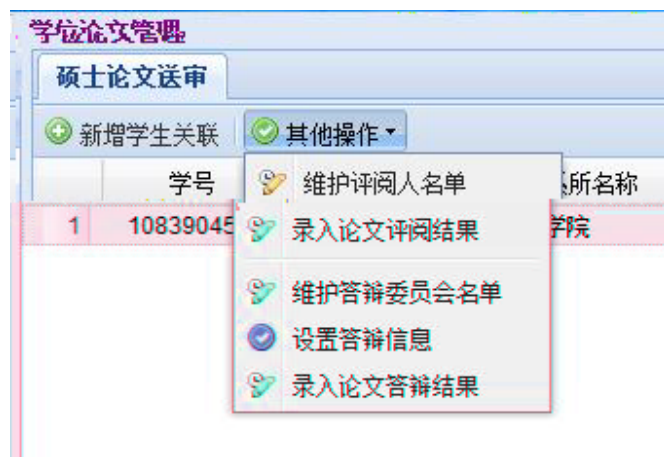 学位论文管理
硕士论文送审
新增学生关联 其他操作
学号 所名称
维护评阅人名单
1 10839045 学院
录入论文评阅结果
维护答辩委员会名单
设置答辩信息
录入论文答辩结果